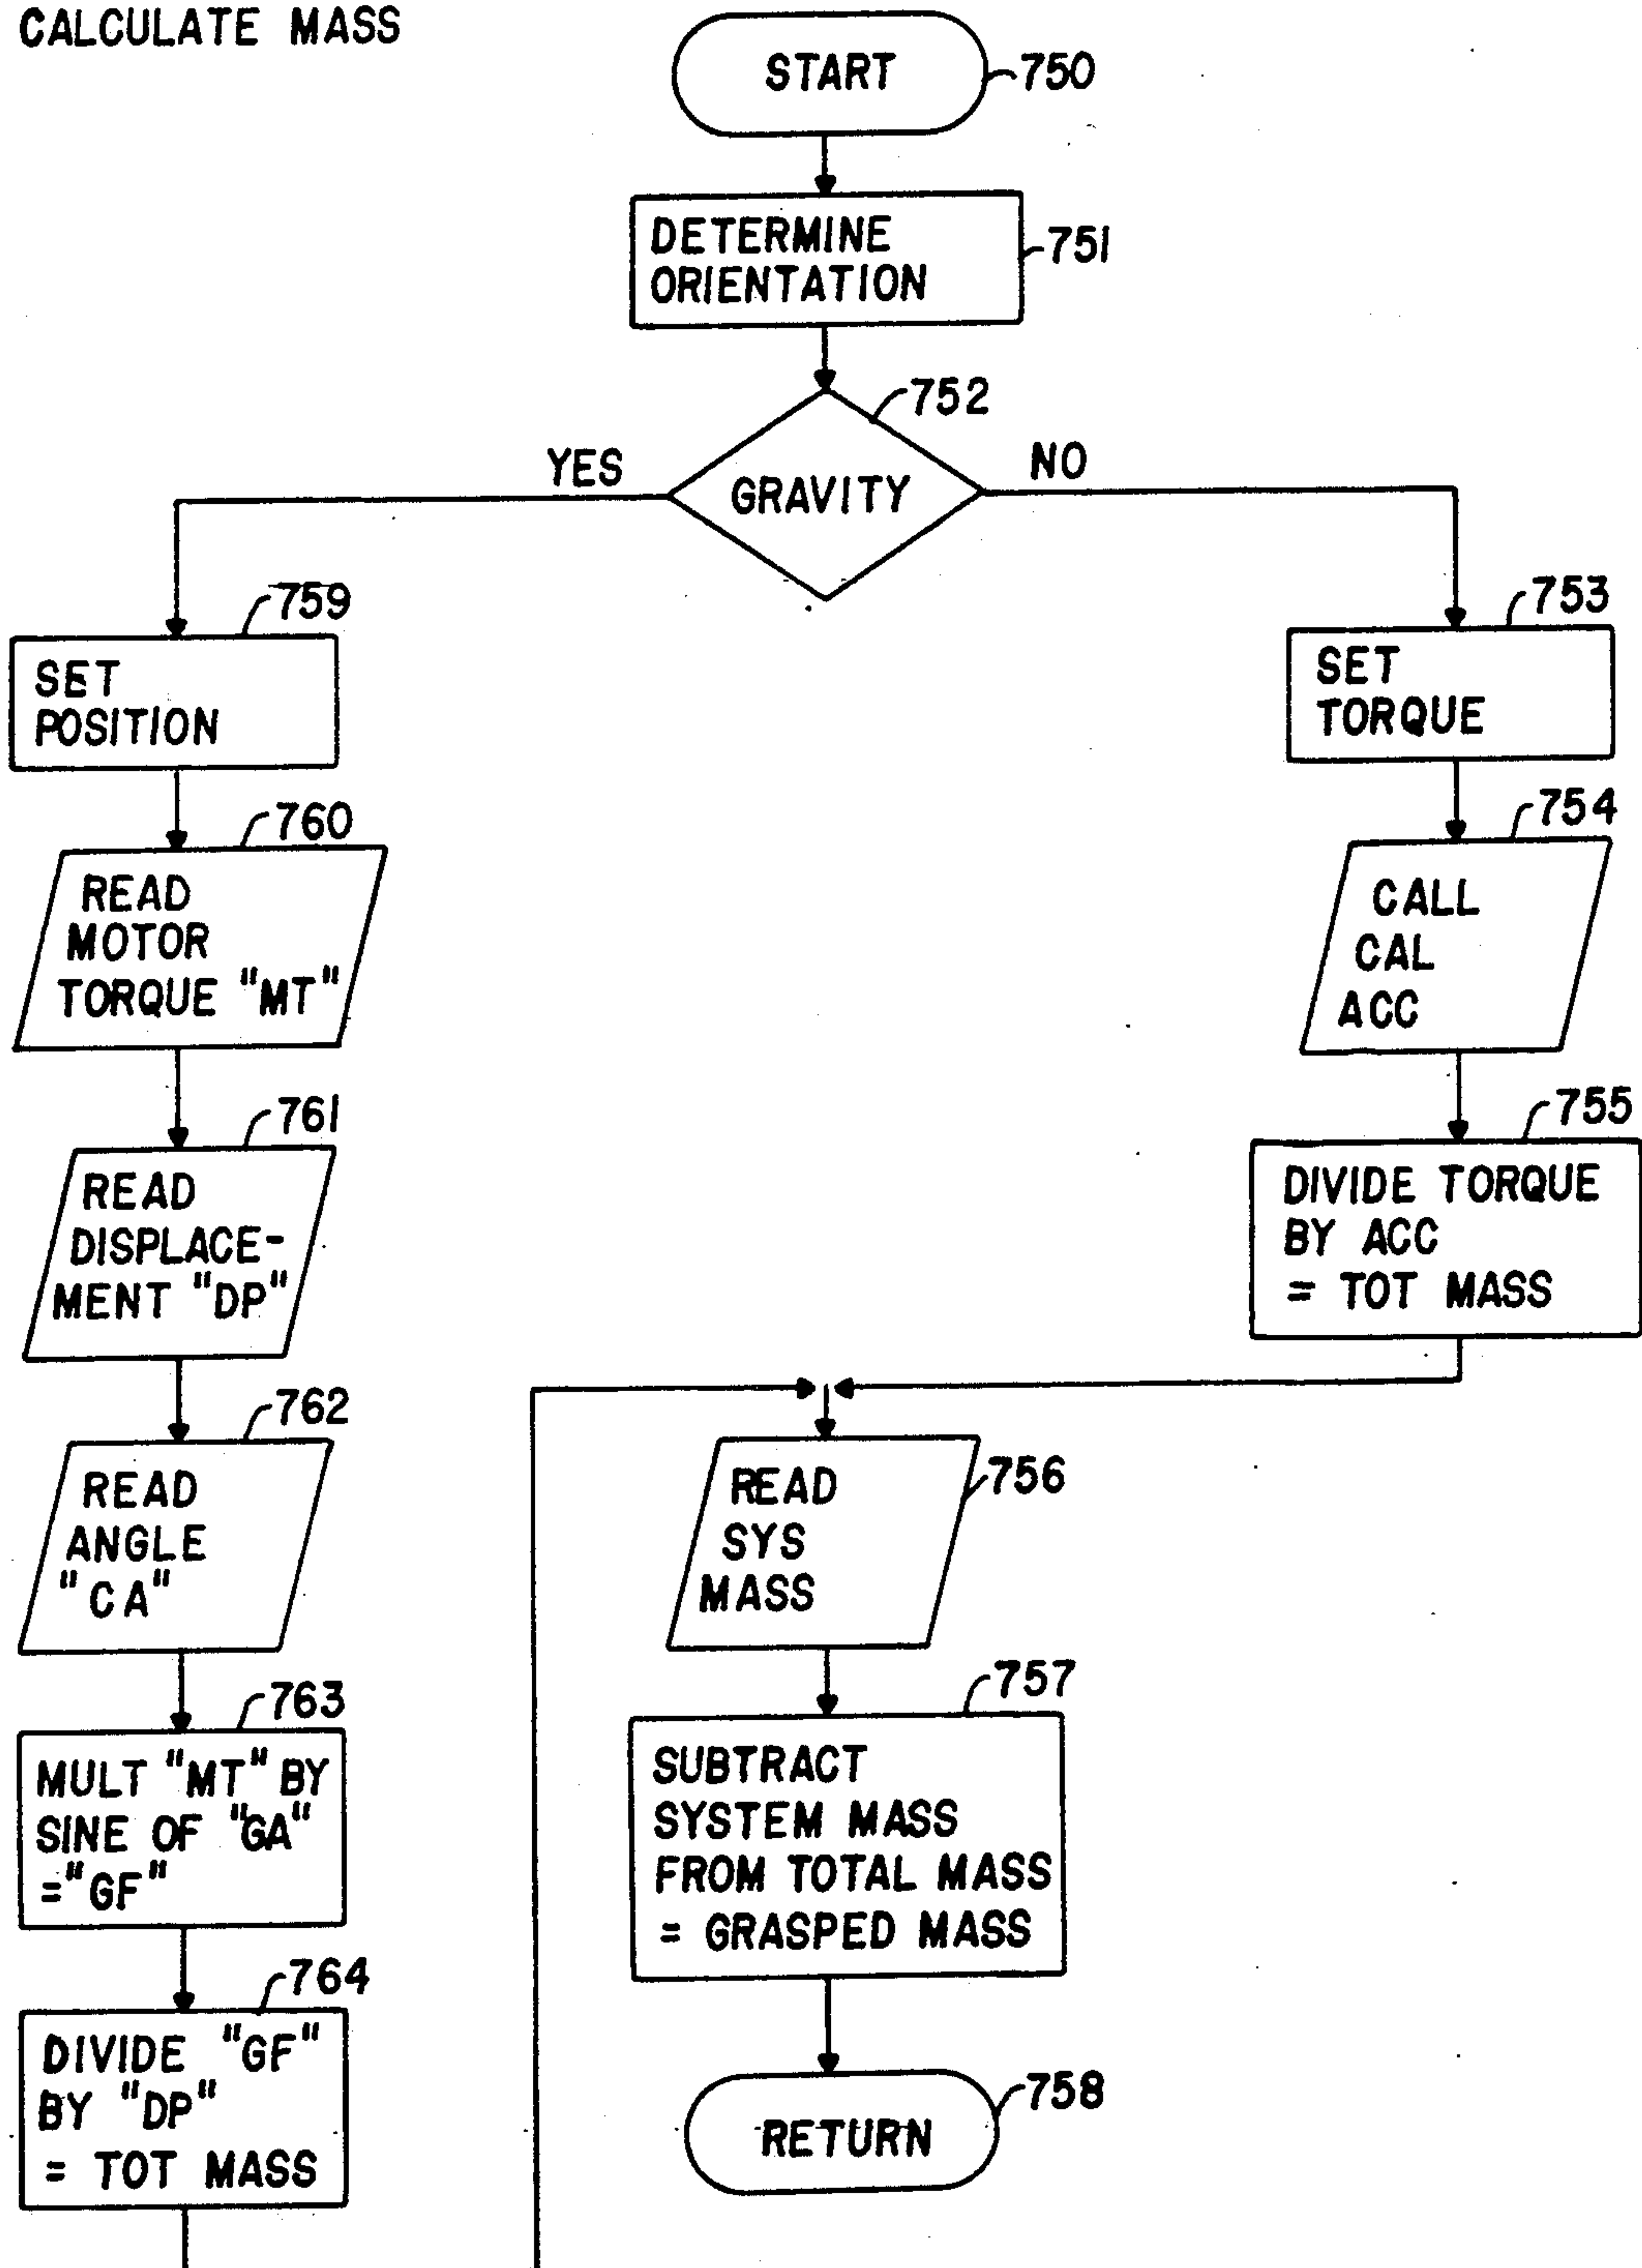 CALCULATE MASS
START
750
DETERMINE
ORIENTATION
751
752
GRAVITY
YES
NO
759
SET
POSITION
760
READ
MOTOR
TORQUE "MT"
761
READ
DISPLACE-
MENT "DP"
762
READ
ANGLE
"CA"
763
MULT "MT" BY
SINE OF "GA"
="GF"
764
DIVIDE "GF"
BY "DP"
= TOT MASS
753
SET
TORQUE
754
CALL
CAL
ACC
755
DIVIDE TORQUE
BY ACC
= TOT MASS
756
READ
SYS
MASS
757
SUBTRACT
SYSTEM MASS
FROM TOTAL MASS
= GRASPED MASS
758
RETURN